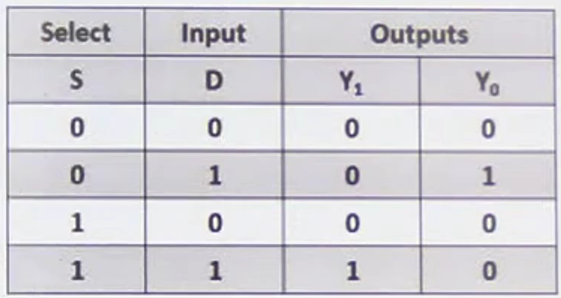 Select Input Outputs
S D Y₁ Y₀
0 0 0 0
0 1 0 1
1 0 0 0
1 1 1 0